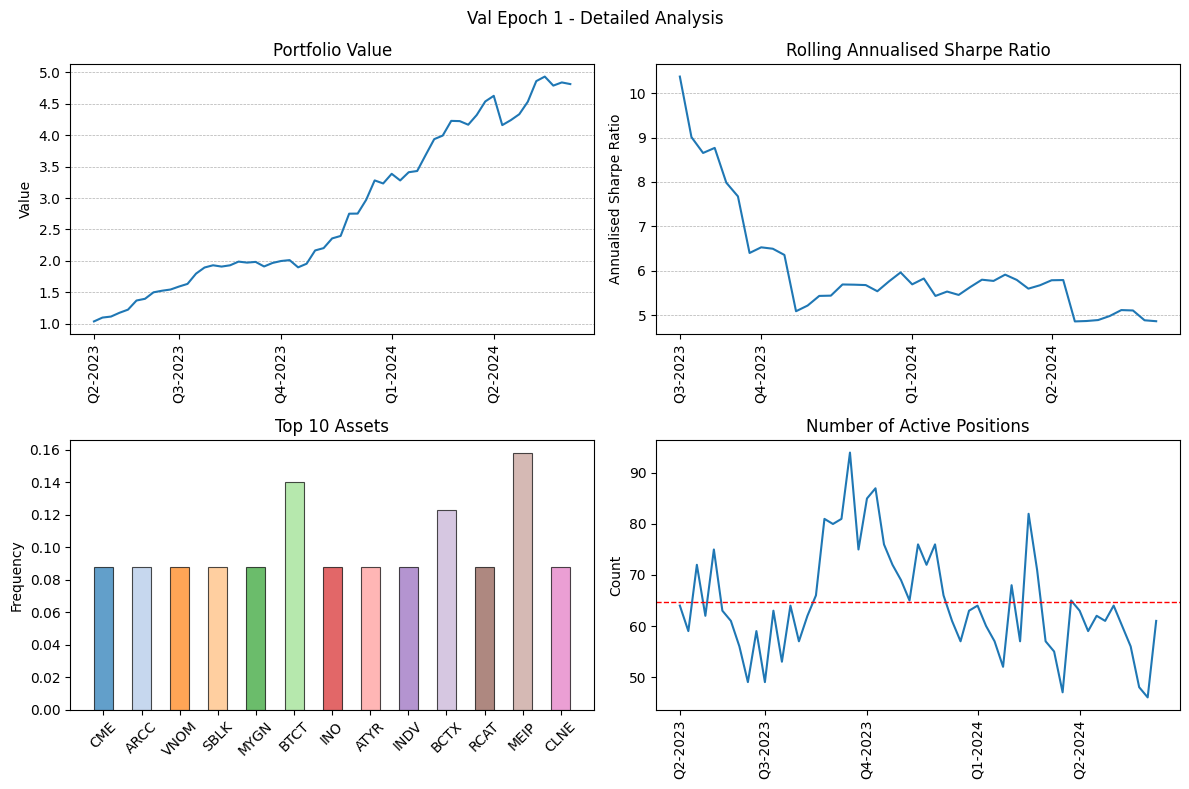 Val Epoch 1 - Detailed Analysis
Portfolio Value
Value
5.0
4.5
4.0
3.5
3.0
2.5
2.0
1.5
1.0
Q2-2023
Q3-2023
Q4-2023
Q1-2024
Q2-2024
Rolling Annualised Sharpe Ratio
Annualised Sharpe Ratio
10
9
8
7
6
5
Q3-2023
Q4-2023
Q1-2024
Q2-2024
Top 10 Assets
Frequency
0.16
0.14
0.12
0.10
0.08
0.06
0.04
0.02
0.00
CME
ARCC
VNOM
SBLK
MYGN
BTCT
INO
ATYR
INDV
BCTX
RCAT
MEIP
CLNE
Number of Active Positions
Count
90
80
70
60
50
Q2-2023
Q3-2023
Q4-2023
Q1-2024
Q2-2024